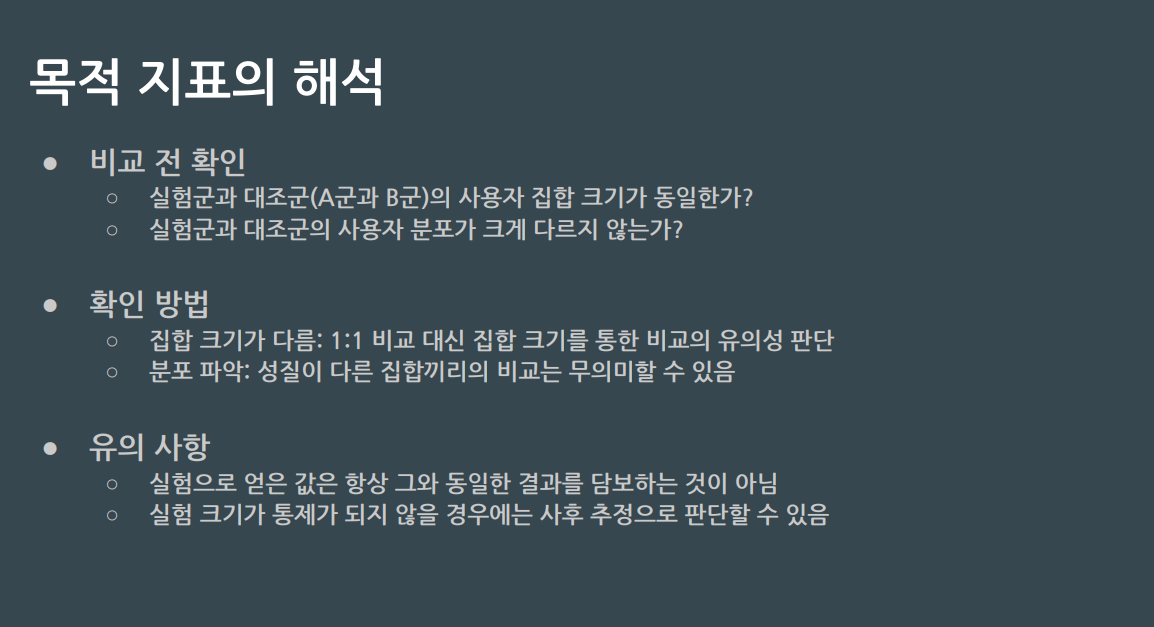 목적 지표의 해석
● 비교 전 확인
○ 실험군과 대조군(A군과 B군)의 사용자 집합 크기가 동일한가?
○ 실험군과 대조군의 사용자 분포가 크게 다르지 않는가?
● 확인 방법
○ 집합 크기가 다름: 1:1 비교 대신 집합 크기를 통한 비교의 유의성 판단
○ 분포 파악: 성질이 다른 집합끼리의 비교는 무의미할 수 있음
● 유의 사항
○ 실험으로 얻은 값은 항상 그와 동일한 결과를 담보하는 것이 아님
○ 실험 크기가 통제가 되지 않을 경우에는 사후 추정으로 판단할 수 있음